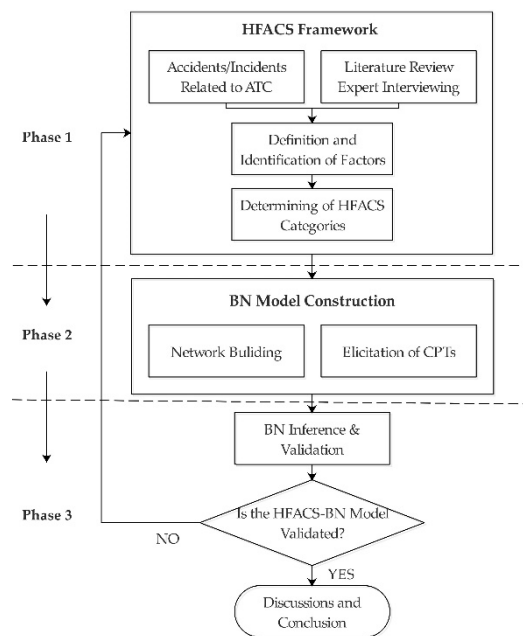 HFACS Framework
Accidents/Incidents
Related to ATC
Literature Review
Expert Interviewing
Phase 1
Definition and
Identification of Factors
Determining of HFACS
Categories
BN Model Construction
Phase 2
Network Buliding
Elicitation of CPTs
BN Inference &
Validation
Phase 3
Is the HFACS-BN Model
Validated?
NO
YES
Discussions and
Conclusion